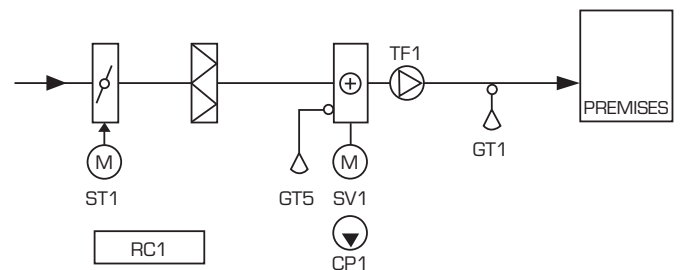 TF1
PREMISES
M
M
GT1
ST1
GT5
SV1
RC1
CP1